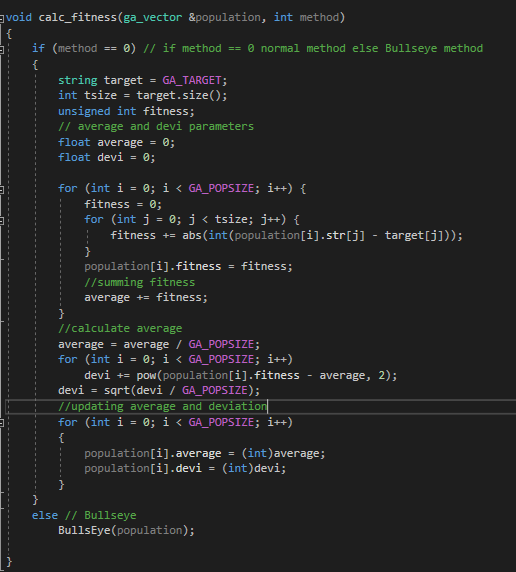 void calc_fitness(ga_vector &population, int method)
{
if (method == 0) // if method == 0 normal method else Bullseye method
{
string target = GA_TARGET;
int tsize = target.size();
unsigned int fitness;
// average and devi parameters
float average = 0;
float devi = 0;
for (int i = 0; i < GA_POPSIZE; i++) {
fitness = 0;
for (int j = 0; j < tsize; j++) {
fitness += abs(int(population[i].str[j] - target[j]));
}
population[i].fitness = fitness;
//summing fitness
average += fitness;
}
//calculate average
average = average / GA_POPSIZE;
for (int i = 0; i < GA_POPSIZE; i++)
devi += pow(population[i].fitness - average, 2);
devi = sqrt(devi / GA_POPSIZE);
//updating average and deviation
for (int i = 0; i < GA_POPSIZE; i++)
{
population[i].average = (int)average;
population[i].devi = (int)devi;
}
}
else // Bullseye
BullsEye(population);
}